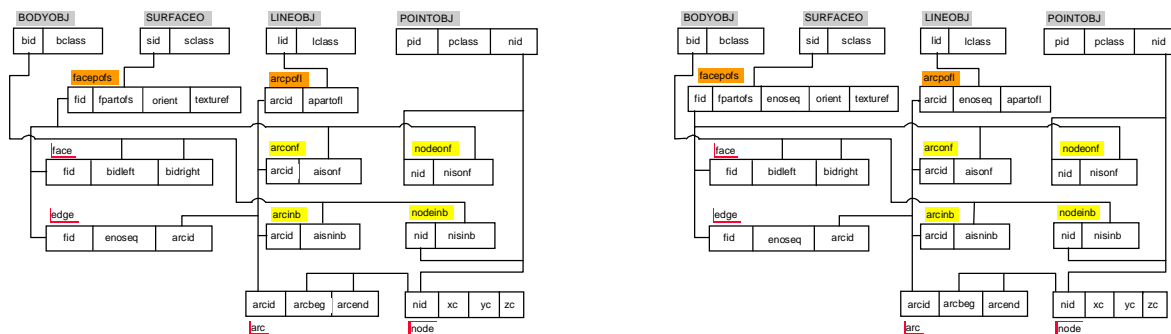 BODYOBJ SURFACEO LINEOBJ POINTOBJ
bid bclass sid sclass lid lclass pid pclass nid
facepofs arcpofl
fid fpartofs orient texturef arcid apartofl
face arconf nodeonf
fid bidleft bidright arcid aisonf nid nisonf
edge arcinb nodeinb
fid enoseq arcid arcid aisninb nid nisinb
arcid arcbeg arcend nid xc yc zc
arc node
BODYOBJ SURFACEO LINEOBJ POINTOBJ
bid bclass sid sclass lid lclass pid pclass nid
facepofs arcpofl
fid fpartofs enoseq orient texturef arcid enoseq apartofl
face arconf nodeonf
fid bidleft bidright arcid aisonf nid nisonf
edge arcinb nodeinb
fid enoseq arcid arcid aisninb nid nisinb
arcid arcbeg arcend nid xc yc zc
arc node